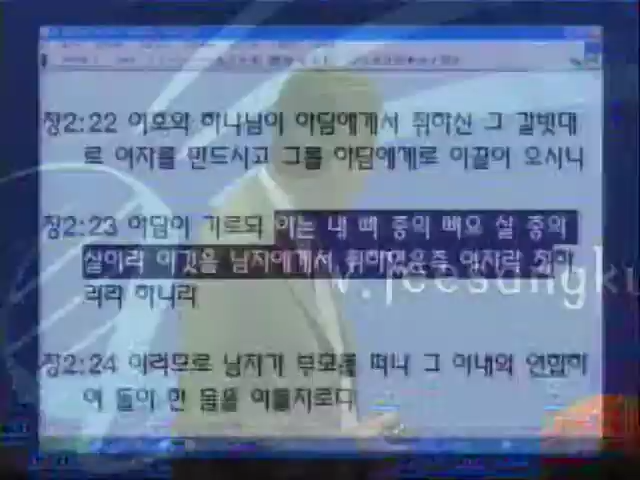 창2:22 여호와 하나님이 아담에게서 취하신 그 갈빗대
로 여자를 만드시고 그를 아담에게로 이끌어 오시니
창2:23 아담이 가로되 이는 내 뼈 중의 뼈요 살 중의
살이라 이것을 남자에게서 취하였은즉 여자라 칭하
리라 하니라
v.jcesangku
창2:24 이러므로 남자가 부모를 떠나 그 아내와 연합하
여 둘이 한 몸을 이룰지로다